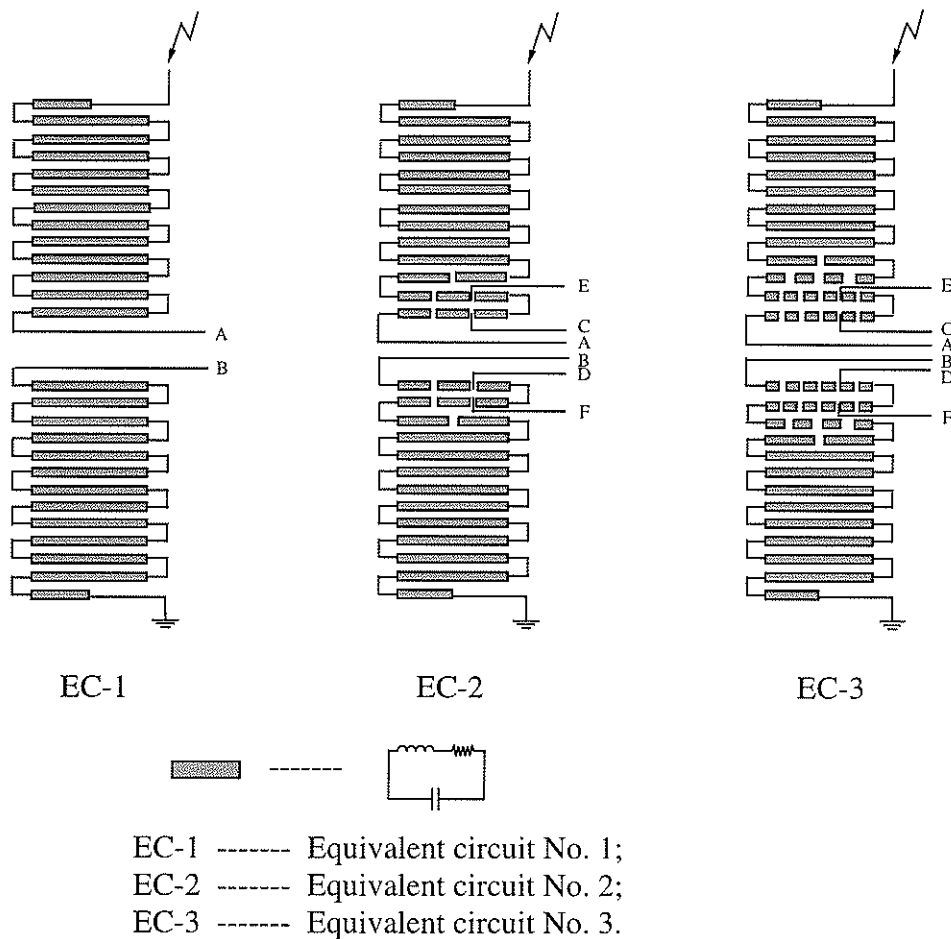 A
B
E
C
A
B
D
F
E
C
A
B
D
F
EC-1
EC-2
EC-3
EC-1 ------- Equivalent circuit No. 1;
EC-2 ------- Equivalent circuit No. 2;
EC-3 ------- Equivalent circuit No. 3.